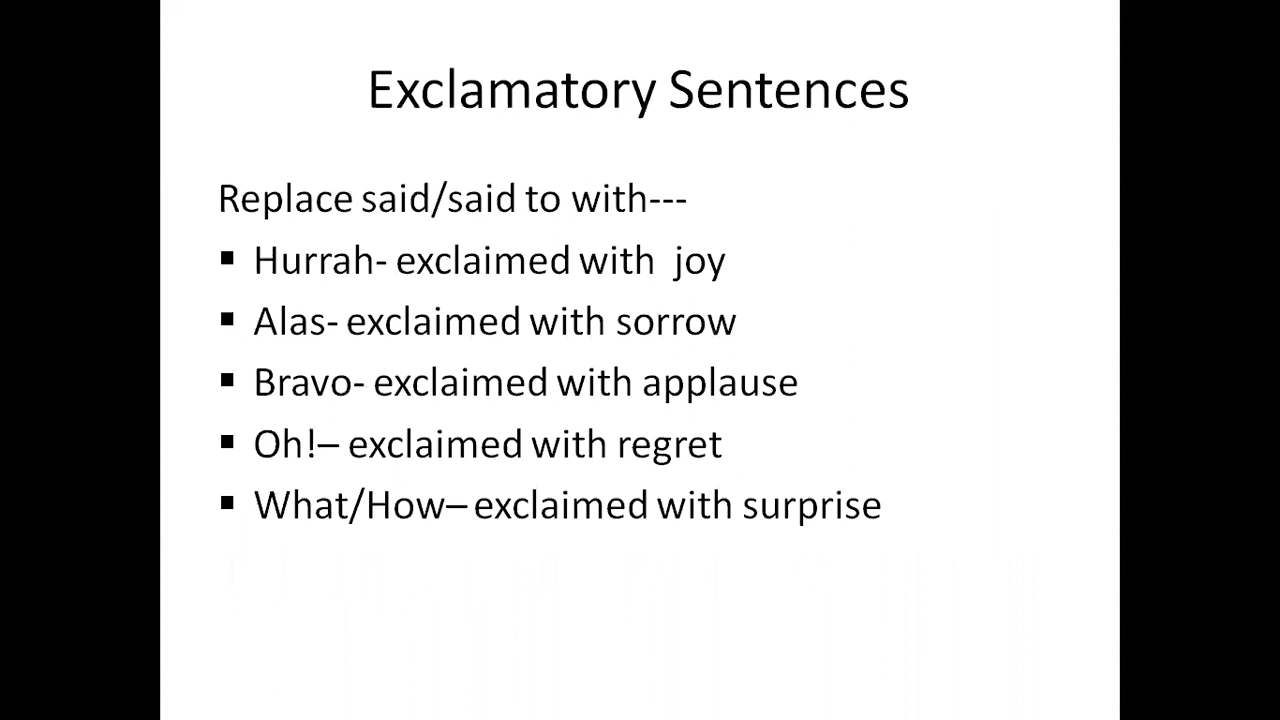 Exclamatory Sentences
Replace said/said to with---
▪ Hurrah- exclaimed with  joy
▪ Alas- exclaimed with sorrow
▪ Bravo- exclaimed with applause
▪ Oh!– exclaimed with regret
▪ What/How– exclaimed with surprise